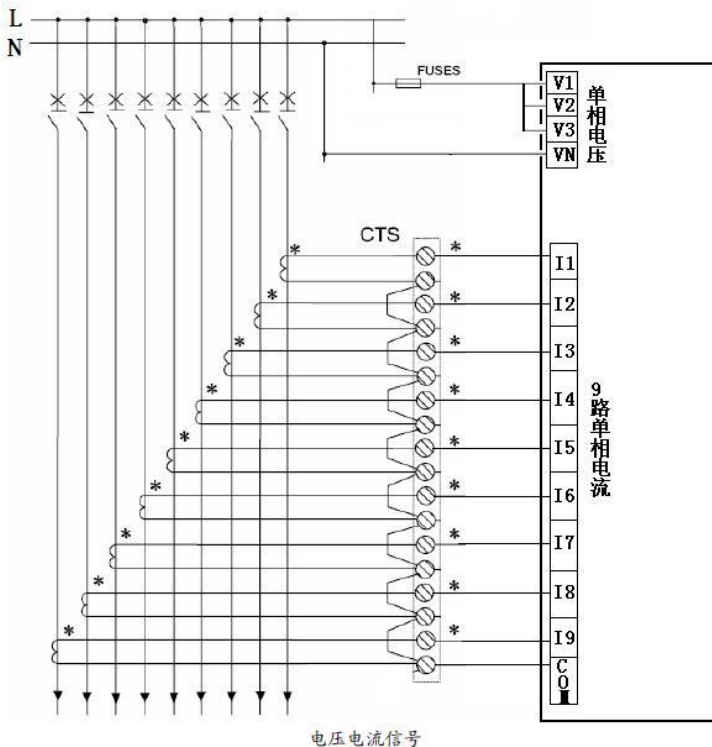 L
N
FUSES
V1
V2
V3
VN
单相电压
CTS
* * I1
* * I2
* * I3
* * I4
* * I5
* * I6
* * I7
* * I8
* * I9
9路单相电流
CO
电压电流信号